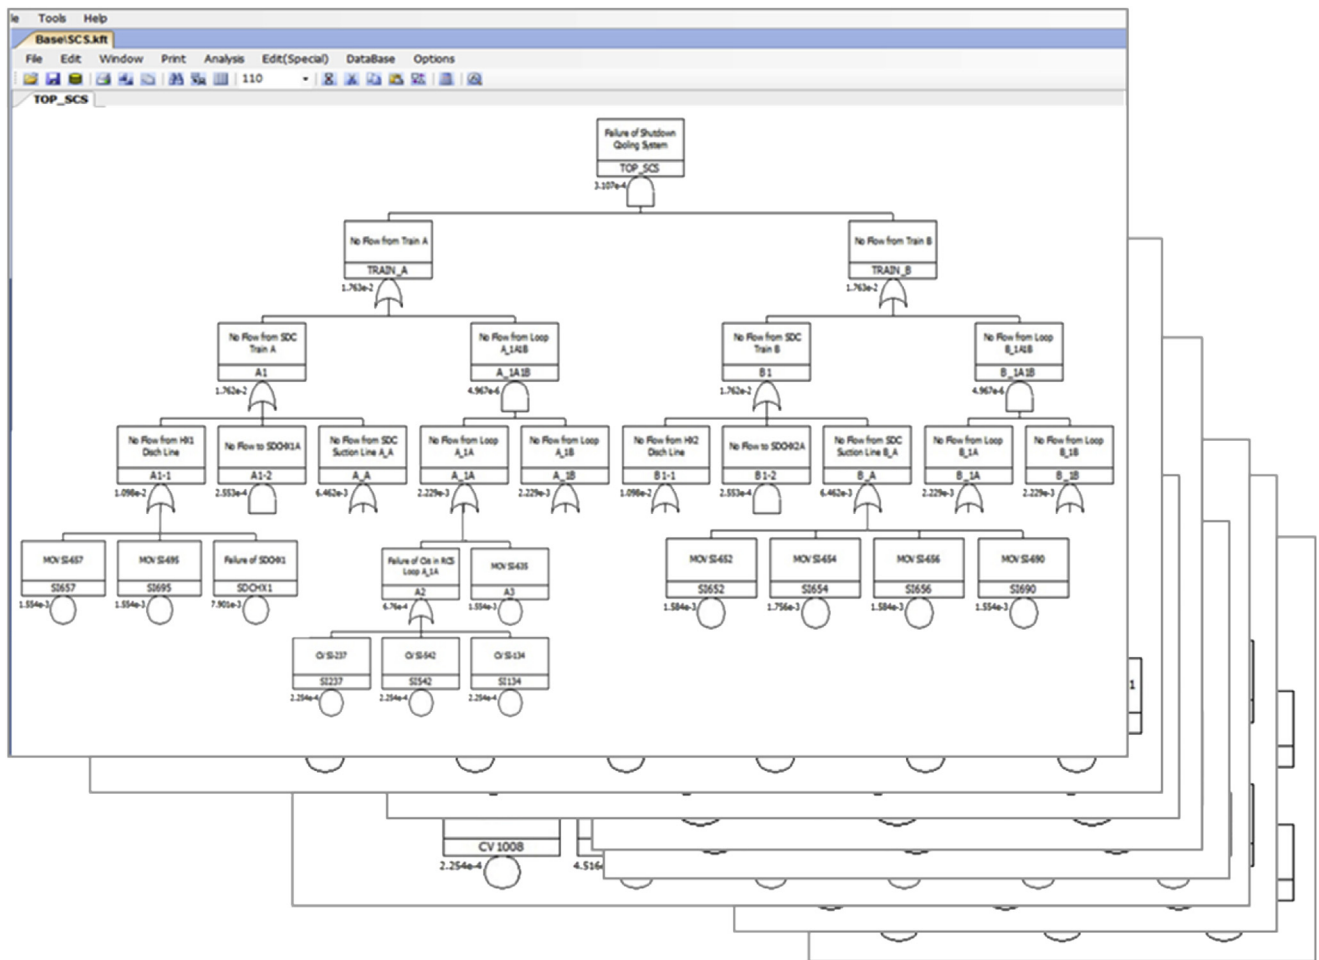 le Tools Help
Base\SCS.kft
File Edit Window Print Analysis Edit(Special) DataBase Options
110
TOP_SCS
Failure of Shutdown
Cooling System
TOP_SCS
3.107e-4
No Flow from Train A
TRAIN_A
1.763e-2
No Flow from Train B
TRAIN_B
1.763e-2
No Flow from SDC
Train A
A1
1.762e-2
No Flow from Loop
A_1A1B
A_1A1B
4.967e-6
No Flow from SDC
Train B
B1
1.762e-2
No Flow from Loop
B_1A1B
B_1A1B
4.967e-6
No Flow from HX1
Disch Line
A1-1
1.098e-2
No Flow to SDCHX1A
A1-2
2.553e-4
No Flow from SDC
Suction Line A_A
A_A
6.462e-3
No Flow from Loop
A_1A
A_1A
2.229e-3
No Flow from Loop
A_1B
A_1B
2.229e-3
No Flow from HX2
Disch Line
B1-1
1.098e-2
No Flow to SDCHX2A
B1-2
2.553e-4
No Flow from SDC
Suction Line B_A
B_A
6.462e-3
No Flow from Loop
B_1A
B_1A
2.229e-3
No Flow from Loop
B_1B
B_1B
2.229e-3
MOV SI-657
SI657
1.554e-3
MOV SI-695
SI695
1.554e-3
Failure of SDCHX1
SDCHX1
7.901e-3
Failure of CVs in RCS
Loop A_1A
A2
6.76e-4
MOV SI-635
A3
1.554e-3
MOV SI-652
SI652
1.584e-3
MOV SI-654
SI654
1.756e-3
MOV SI-656
SI656
1.584e-3
MOV SI-690
SI690
1.554e-3
CV SI-237
SI237
2.254e-4
CV SI-542
SI542
2.254e-4
CV SI-134
SI134
2.254e-4
1
CV1008
2.254e-4
4.516